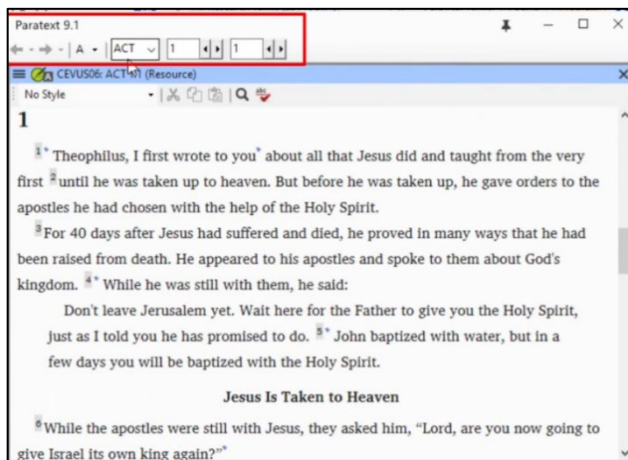 Paratext 9.1
A ACT 1 1
CEVUS06: ACT 1:1 (Resource)
No Style
1
1* Theophilus, I first wrote to you* about all that Jesus did and taught from the very
first 2 until he was taken up to heaven. But before he was taken up, he gave orders to the
apostles he had chosen with the help of the Holy Spirit.
3 For 40 days after Jesus had suffered and died, he proved in many ways that he had
been raised from death. He appeared to his apostles and spoke to them about God's
kingdom. 4* While he was still with them, he said:
Don't leave Jerusalem yet. Wait here for the Father to give you the Holy Spirit,
just as I told you he has promised to do. 5* John baptized with water, but in a
few days you will be baptized with the Holy Spirit.
Jesus Is Taken to Heaven
6 While the apostles were still with Jesus, they asked him, “Lord, are you now going to
give Israel its own king again?”*